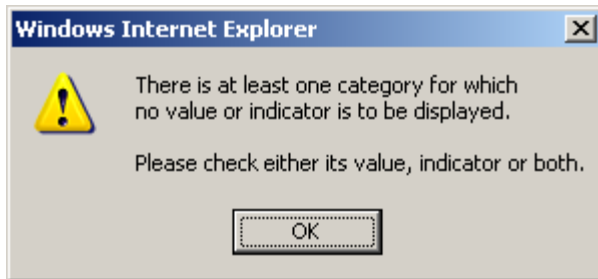 Windows Internet Explorer
There is at least one category for which
no value or indicator is to be displayed.
Please check either its value, indicator or both.
OK